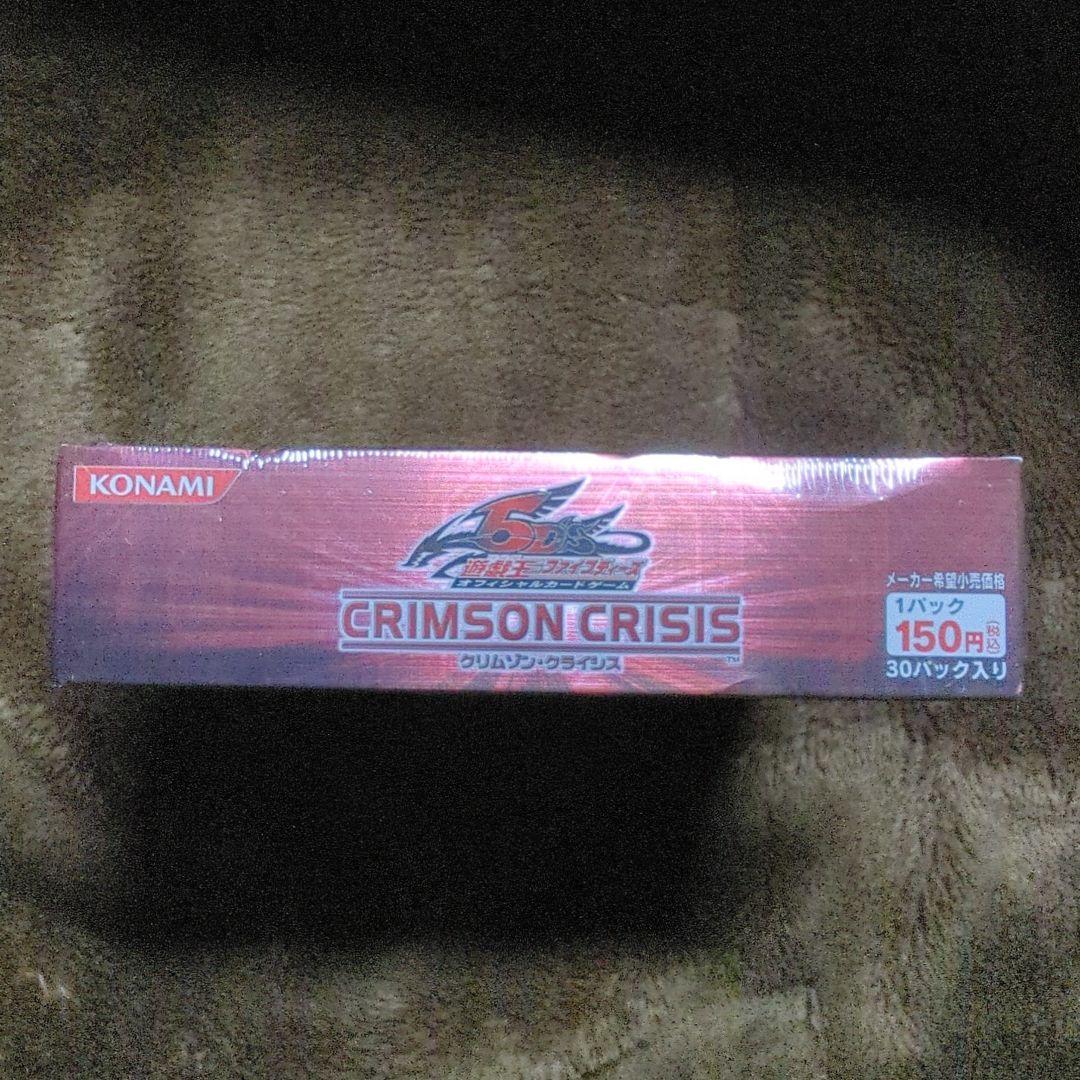 KONAMI
5D's
遊戯王ファイブディーズ
オフィシャルカードゲーム
CRIMSON CRISIS
TM
クリムゾン・クライシス
メーカー希望小売価格
1パック
150円(税込)
30パック入り